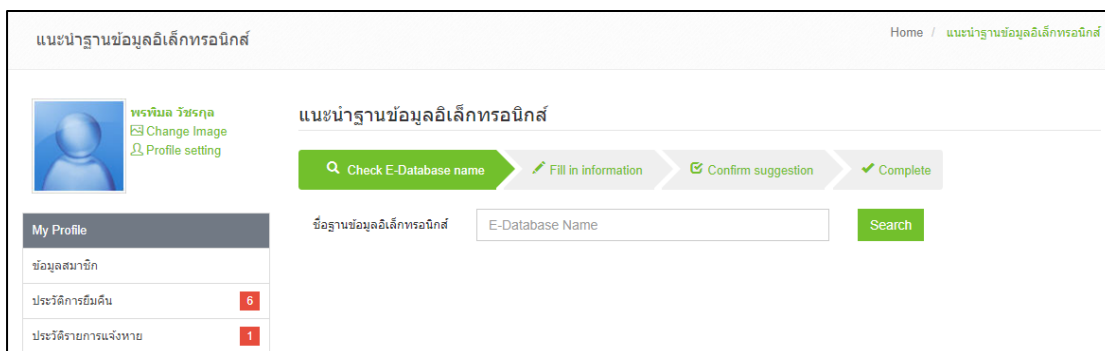 แนะนำฐานข้อมูลอิเล็กทรอนิกส์
Home / แนะนำฐานข้อมูลอิเล็กทรอนิกส์
พรพิมล วัชรกุล
Change Image
Profile setting
แนะนำฐานข้อมูลอิเล็กทรอนิกส์
Check E-Database name Fill in information Confirm suggestion Complete
ชื่อฐานข้อมูลอิเล็กทรอนิกส์ E-Database Name Search
My Profile
ข้อมูลสมาชิก
ประวัติการยืมคืน 6
ประวัติรายการแจ้งหาย 1